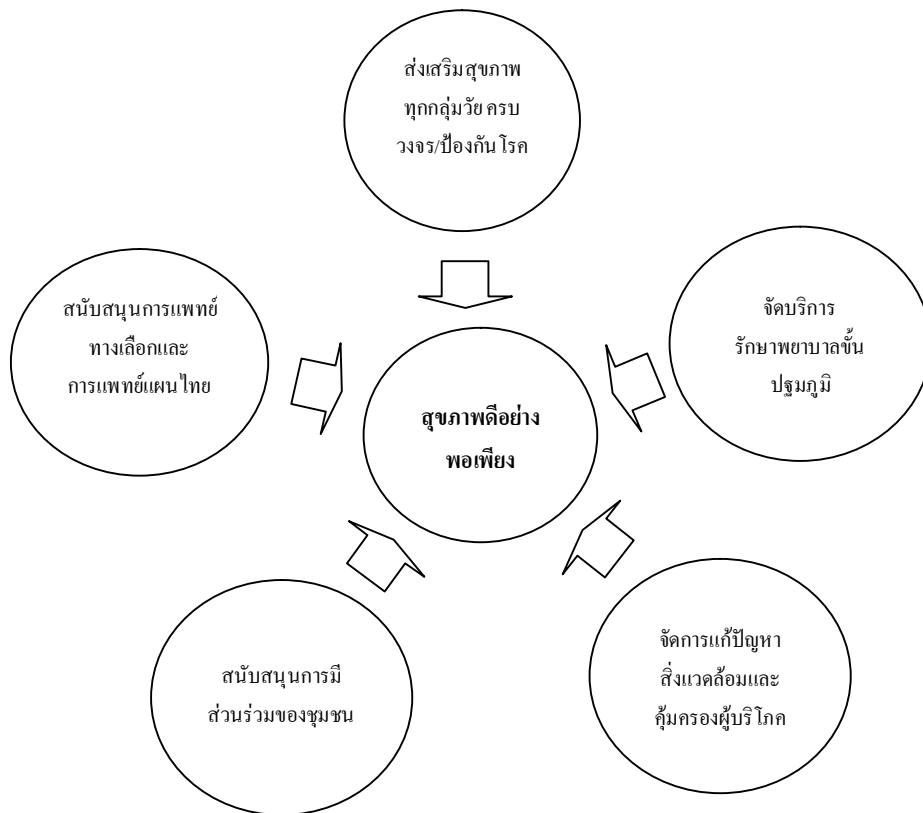 ส่งเสริมสุขภาพ
ทุกกลุ่มวัย ครบ
วงจร/ป้องกันโรค
สนับสนุนการแพทย์
ทางเลือกและ
การแพทย์แผนไทย
จัดบริการ
รักษาพยาบาลขั้น
ปฐมภูมิ
สุขภาพดีอย่าง
พอเพียง
สนับสนุนการมี
ส่วนร่วมของชุมชน
จัดการแก้ปัญหา
สิ่งแวดล้อมและ
คุ้มครองผู้บริโภค